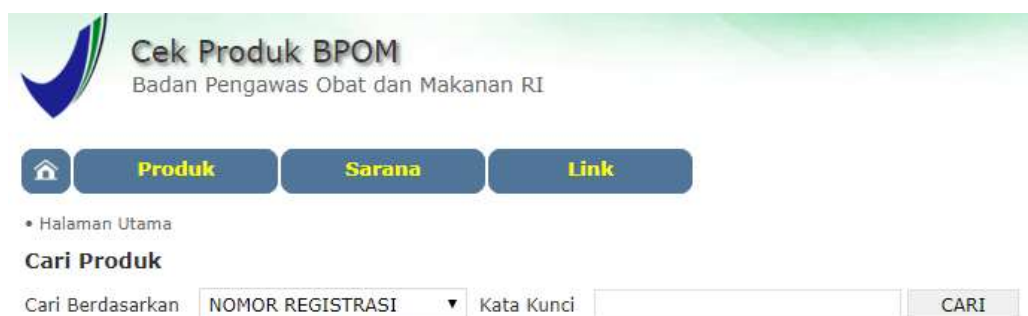 Cek Produk BPOM
Badan Pengawas Obat dan Makanan RI
Produk Sarana Link
• Halaman Utama
Cari Produk
Cari Berdasarkan NOMOR REGISTRASI Kata Kunci CARI